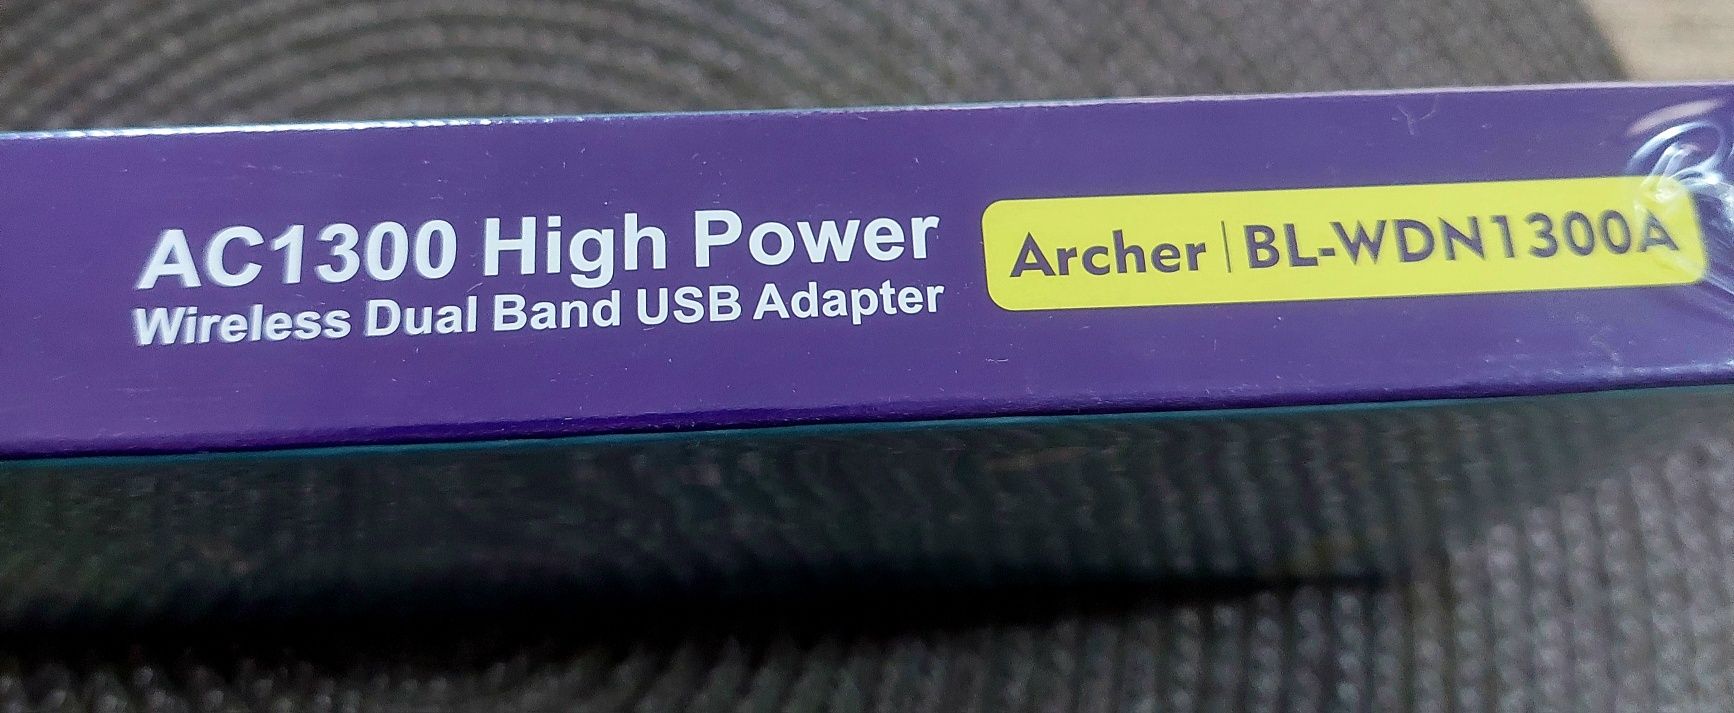 AC1300 High Power
Wireless Dual Band USB Adapter
Archer | BL-WDN1300A